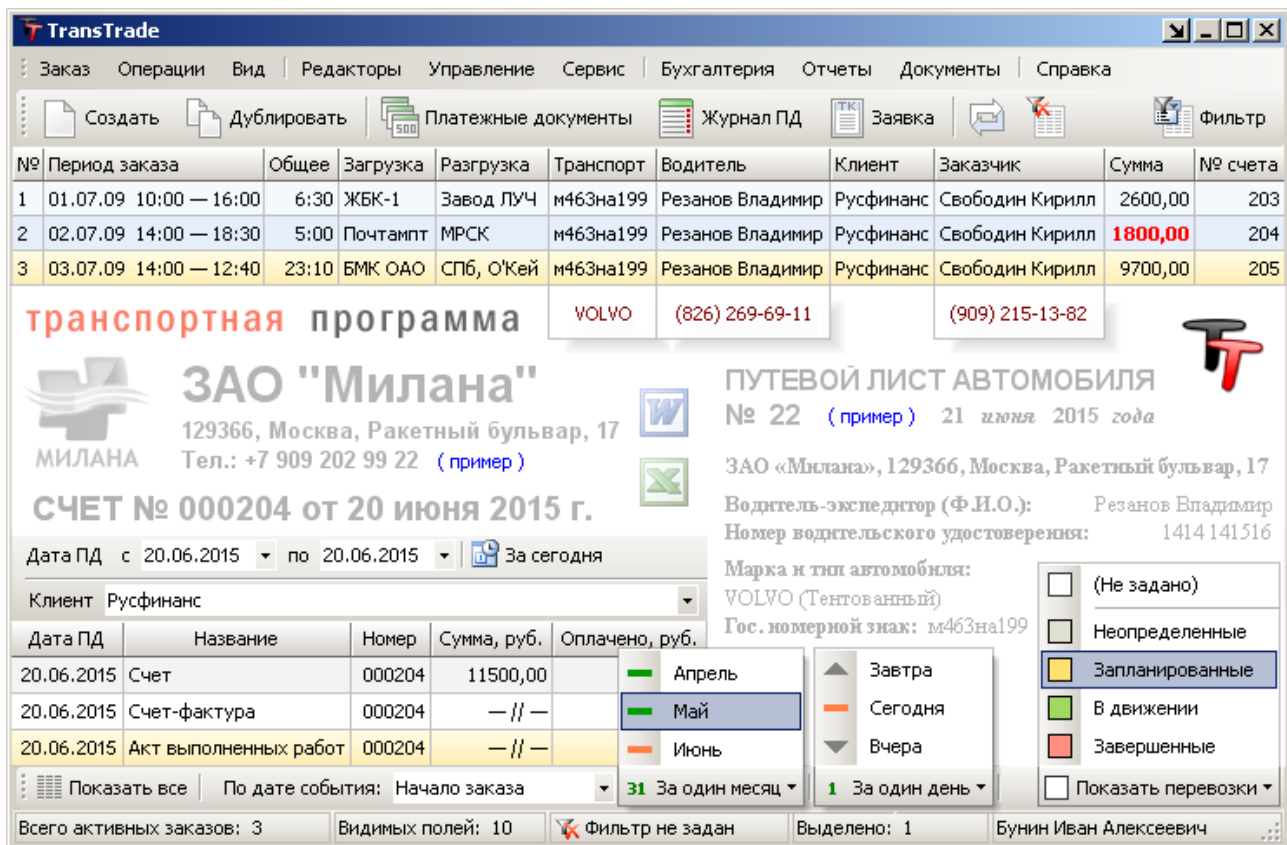 TransTrade
Заказ Операции Вид Редакторы Управление Сервис Бухгалтерия Отчеты Документы Справка
Создать Дублировать 500 Платежные документы Журнал ПД ТК Заявка Фильтр
№ Период заказа Общее Загрузка Разгрузка Транспорт Водитель Клиент Заказчик Сумма № счета
1 01.07.09 10:00 — 16:00 6:30 ЖБК-1 Завод ЛУЧ м463на199 Резанов Владимир Русфинанс Свободин Кирилл 2600,00 203
2 02.07.09 14:00 — 18:30 5:00 Почтампт МРСК м463на199 Резанов Владимир Русфинанс Свободин Кирилл 1800,00 204
3 03.07.09 14:00 — 12:40 23:10 БМК ОАО СПб, О'Кей м463на199 Резанов Владимир Русфинанс Свободин Кирилл 9700,00 205
VOLVO (826) 269-69-11 (909) 215-13-82
транспортная программа
ЗАО "Милана"
129366, Москва, Ракетный бульвар, 17
МИЛАНА
Тел.: +7 909 202 99 22 ( пример )
СЧЕТ № 000204 от 20 июня 2015 г.
ПУТЕВОЙ ЛИСТ АВТОМОБИЛЯ
№ 22 ( пример ) 21 июня 2015 года
ЗАО «Милана», 129366, Москва, Ракетный бульвар, 17
Водитель-экспедитор (Ф.И.О.): Резанов Владимир
Номер водительского удостоверения: 1414 141516
Марка и тип автомобиля:
VOLVO (Тентованный)
Гос. номерной знак: м463на199
Дата ПД с 20.06.2015 по 20.06.2015 За сегодня
Клиент Русфинанс
Дата ПД Название Номер Сумма, руб. Оплачено, руб.
20.06.2015 Счет 000204 11500,00
20.06.2015 Счет-фактура 000204 — // —
20.06.2015 Акт выполненных работ 000204 — // —
Апрель
Май
Июнь
31 За один месяц
Завтра
Сегодня
Вчера
1 За один день
(Не задано)
Неопределенные
Запланированные
В движении
Завершенные
Показать перевозки
Показать все По дате события: Начало заказа
Всего активных заказов: 3 Видимых полей: 10 Фильтр не задан Выделено: 1 Бунин Иван Алексеевич